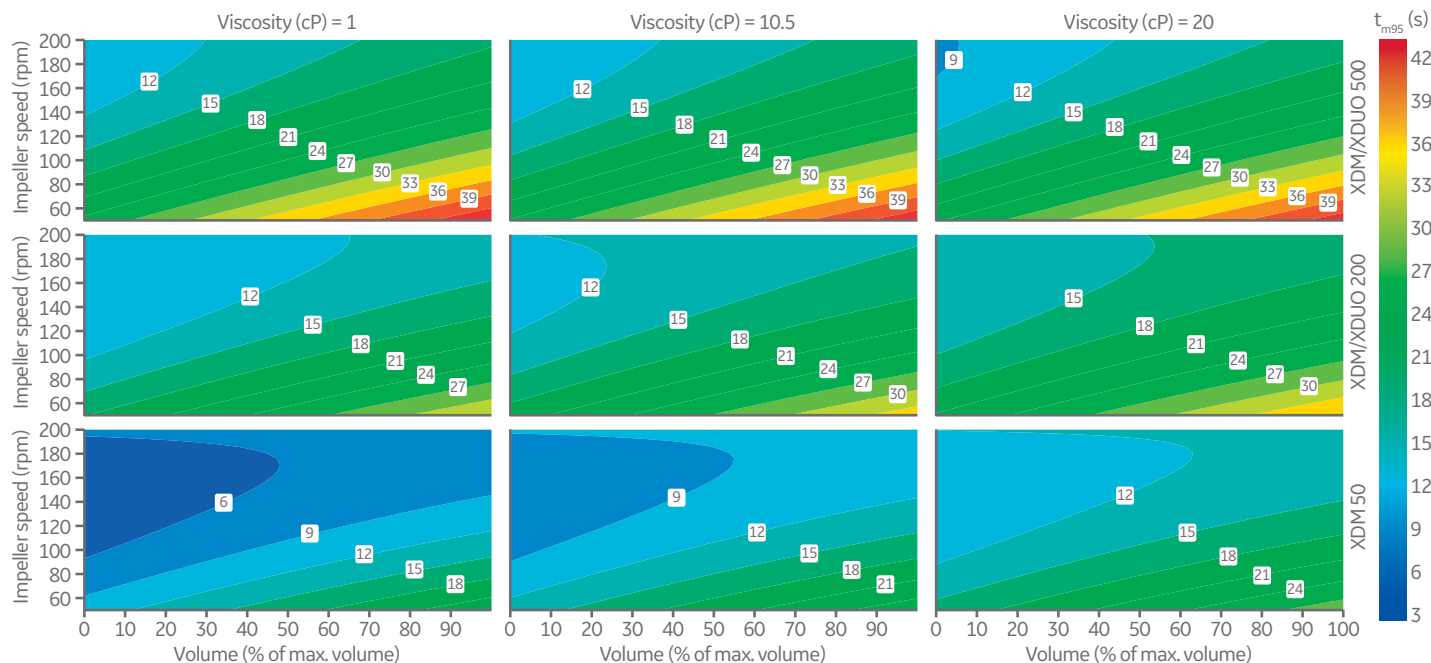 Viscosity (cP) = 1 Viscosity (cP) = 10.5 Viscosity (cP) = 20 tm95 (s)
Impeller speed (rpm)
200
180
160
140
120
100
80
60
12 15 18 21 24 27 30 33 36 39
12 15 18 21 24 27 30 33 36 39
9 12 15 18 21 24 27 30 33 36 39
XDM/XDUO 500
Impeller speed (rpm)
200
180
160
140
120
100
80
60
12 15 18 21 24 27
12 15 18 21 24 27 30
15 18 21 24 27 30
XDM/XDUO 200
Impeller speed (rpm)
200
180
160
140
120
100
80
60
6 9 12 15 18
9 12 15 18 21
12 15 18 21 24
XDM 50
0 10 20 30 40 50 60 70 80 90
0 10 20 30 40 50 60 70 80 90
0 10 20 30 40 50 60 70 80 90 100
Volume (% of max. volume) Volume (% of max. volume) Volume (% of max. volume)
42
39
36
33
30
27
24
21
18
15
12
9
6
3